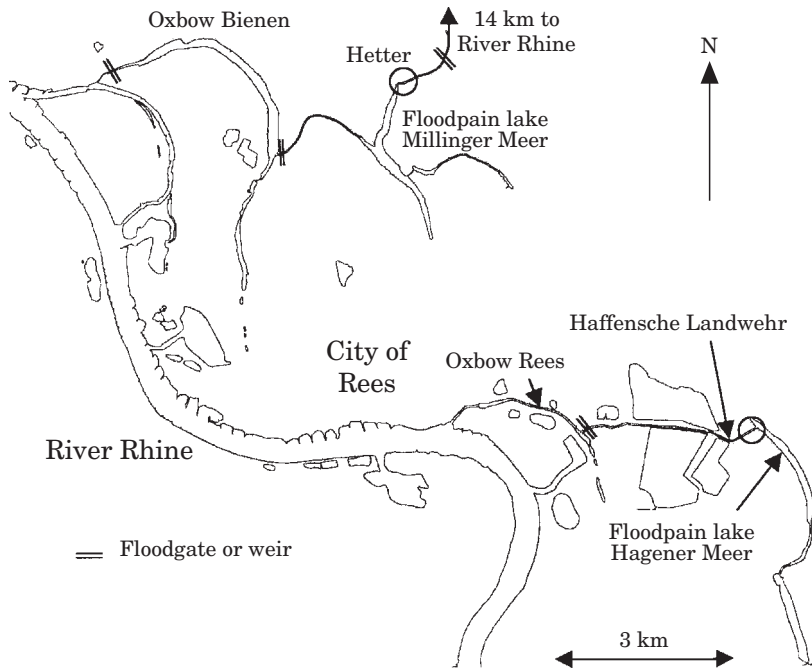 Oxbow Bienen
14 km to
River Rhine
Hetter
N
Floodpain lake
Millinger Meer
Haffensche Landwehr
City of
Rees
Oxbow Rees
River Rhine
Floodpain lake
Hagener Meer
Floodgate or weir
3 km